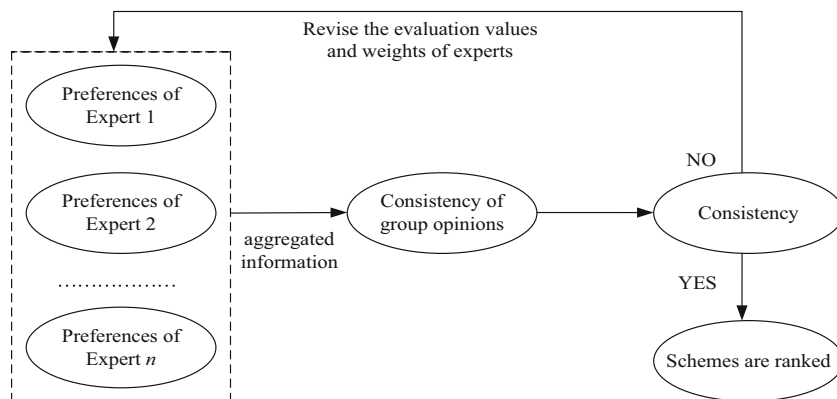 Revise the evaluation values
and weights of experts
Preferences of
Expert 1
Preferences of
Expert 2
………………
Preferences of
Expert n
aggregated
information
Consistency of
group opinions
NO
Consistency
YES
Schemes are ranked